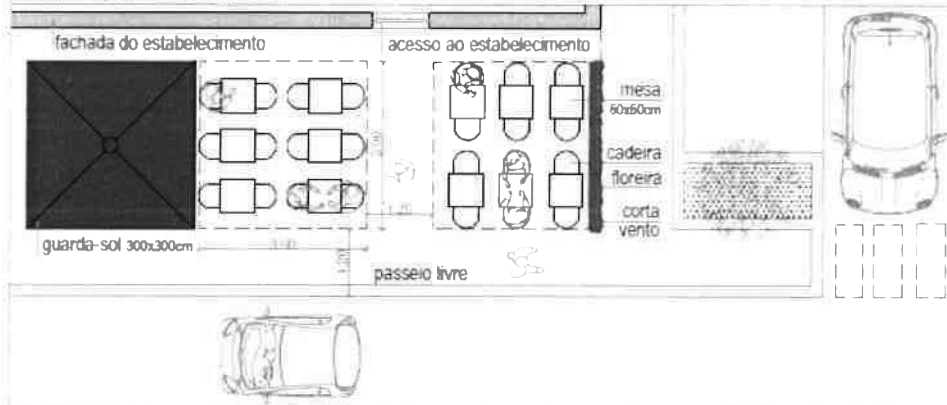 fachada do estabelecimento
acesso ao estabelecimento
mesa
60x60cm
cadeira
floreira
corta
vento
guarda-sol 300x300cm
passeio livre